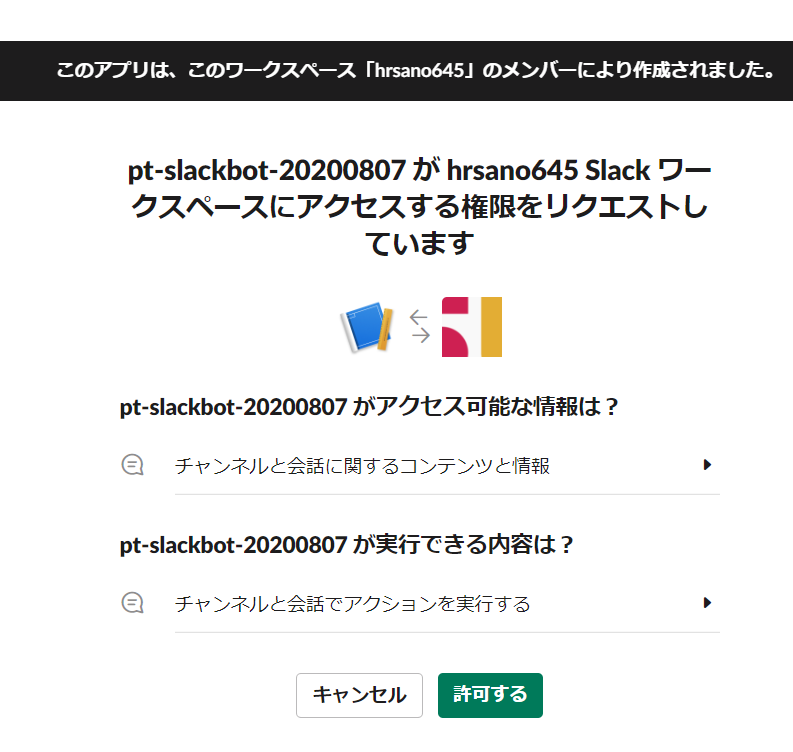 このアプリは、このワークスペース「hrsano645」のメンバーにより作成されました。
pt-slackbot-20200807 が hrsano645 Slack ワー
クスペースにアクセスする権限をリクエストし
ています
pt-slackbot-20200807 がアクセス可能な情報は？
チャンネルと会話に関するコンテンツと情報
pt-slackbot-20200807 が実行できる内容は？
チャンネルと会話でアクションを実行する
キャンセル
許可する